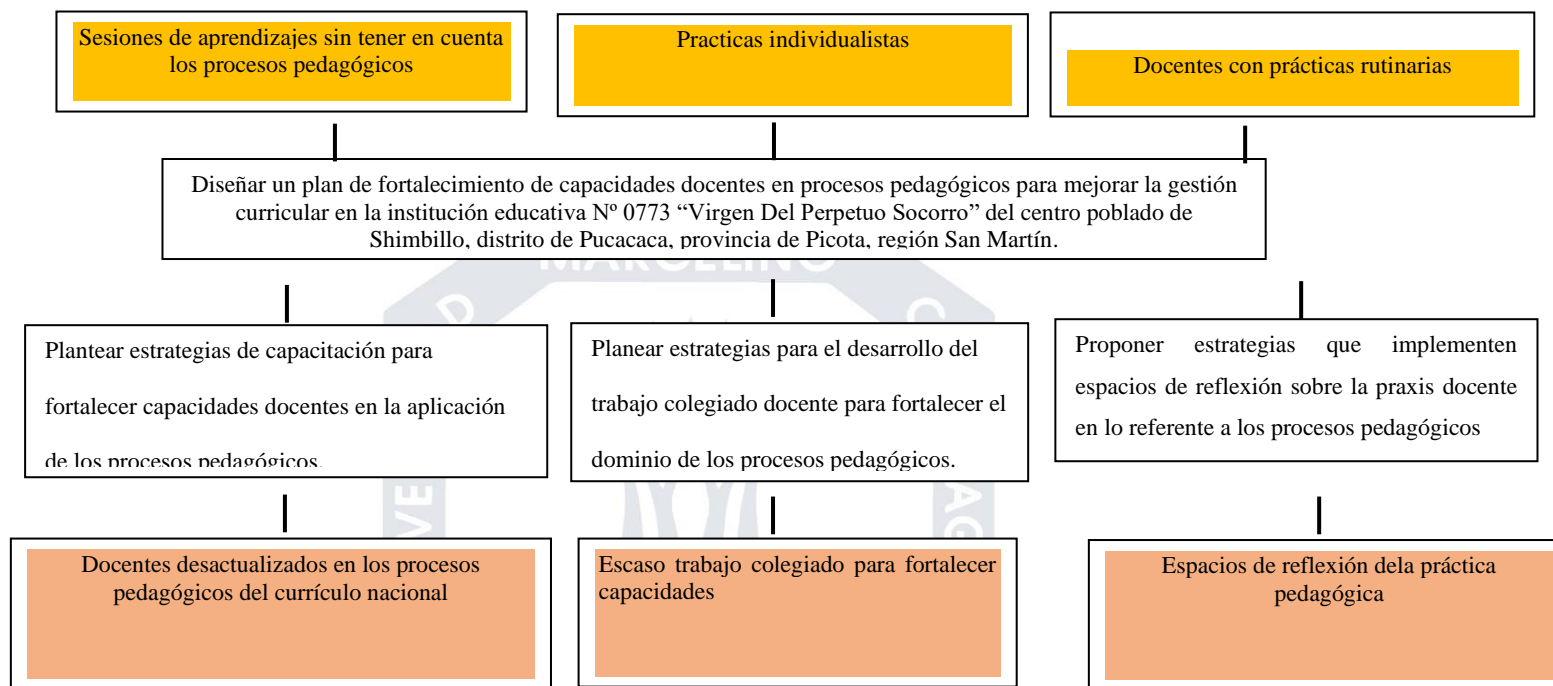 Sesiones de aprendizajes sin tener en cuenta
los procesos pedagógicos
Practicas individualistas
Docentes con prácticas rutinarias
Diseñar un plan de fortalecimiento de capacidades docentes en procesos pedagógicos para mejorar la gestión
curricular en la institución educativa Nº 0773 “Virgen Del Perpetuo Socorro” del centro poblado de
Shimbillo, distrito de Pucacaca, provincia de Picota, región San Martín.
Plantear estrategias de capacitación para
fortalecer capacidades docentes en la aplicación
de los procesos pedagógicos.
Planear estrategias para el desarrollo del
trabajo colegiado docente para fortalecer el
dominio de los procesos pedagógicos.
Proponer estrategias que implementen
espacios de reflexión sobre la praxis docente
en lo referente a los procesos pedagógicos
Docentes desactualizados en los procesos
pedagógicos del currículo nacional
Escaso trabajo colegiado para fortalecer
capacidades
Espacios de reflexión dela práctica
pedagógica